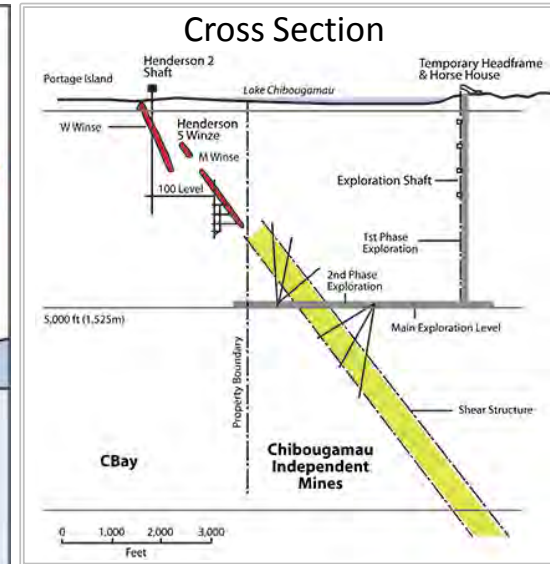 Cross Section
Henderson 2
Shaft
Temporary Headframe
& Horse House
Portage Island
Lake Chibougamau
W Winse
Henderson
S Winze
M Winse
Exploration Shaft
100 Level
1st Phase
Exploration
2nd Phase
Exploration
5,000 ft (1,525m)
Main Exploration Level
Property Boundary
Shear Structure
CBay
Chibougamau
Independent
Mines
0 1,000 2,000 3,000
Feet